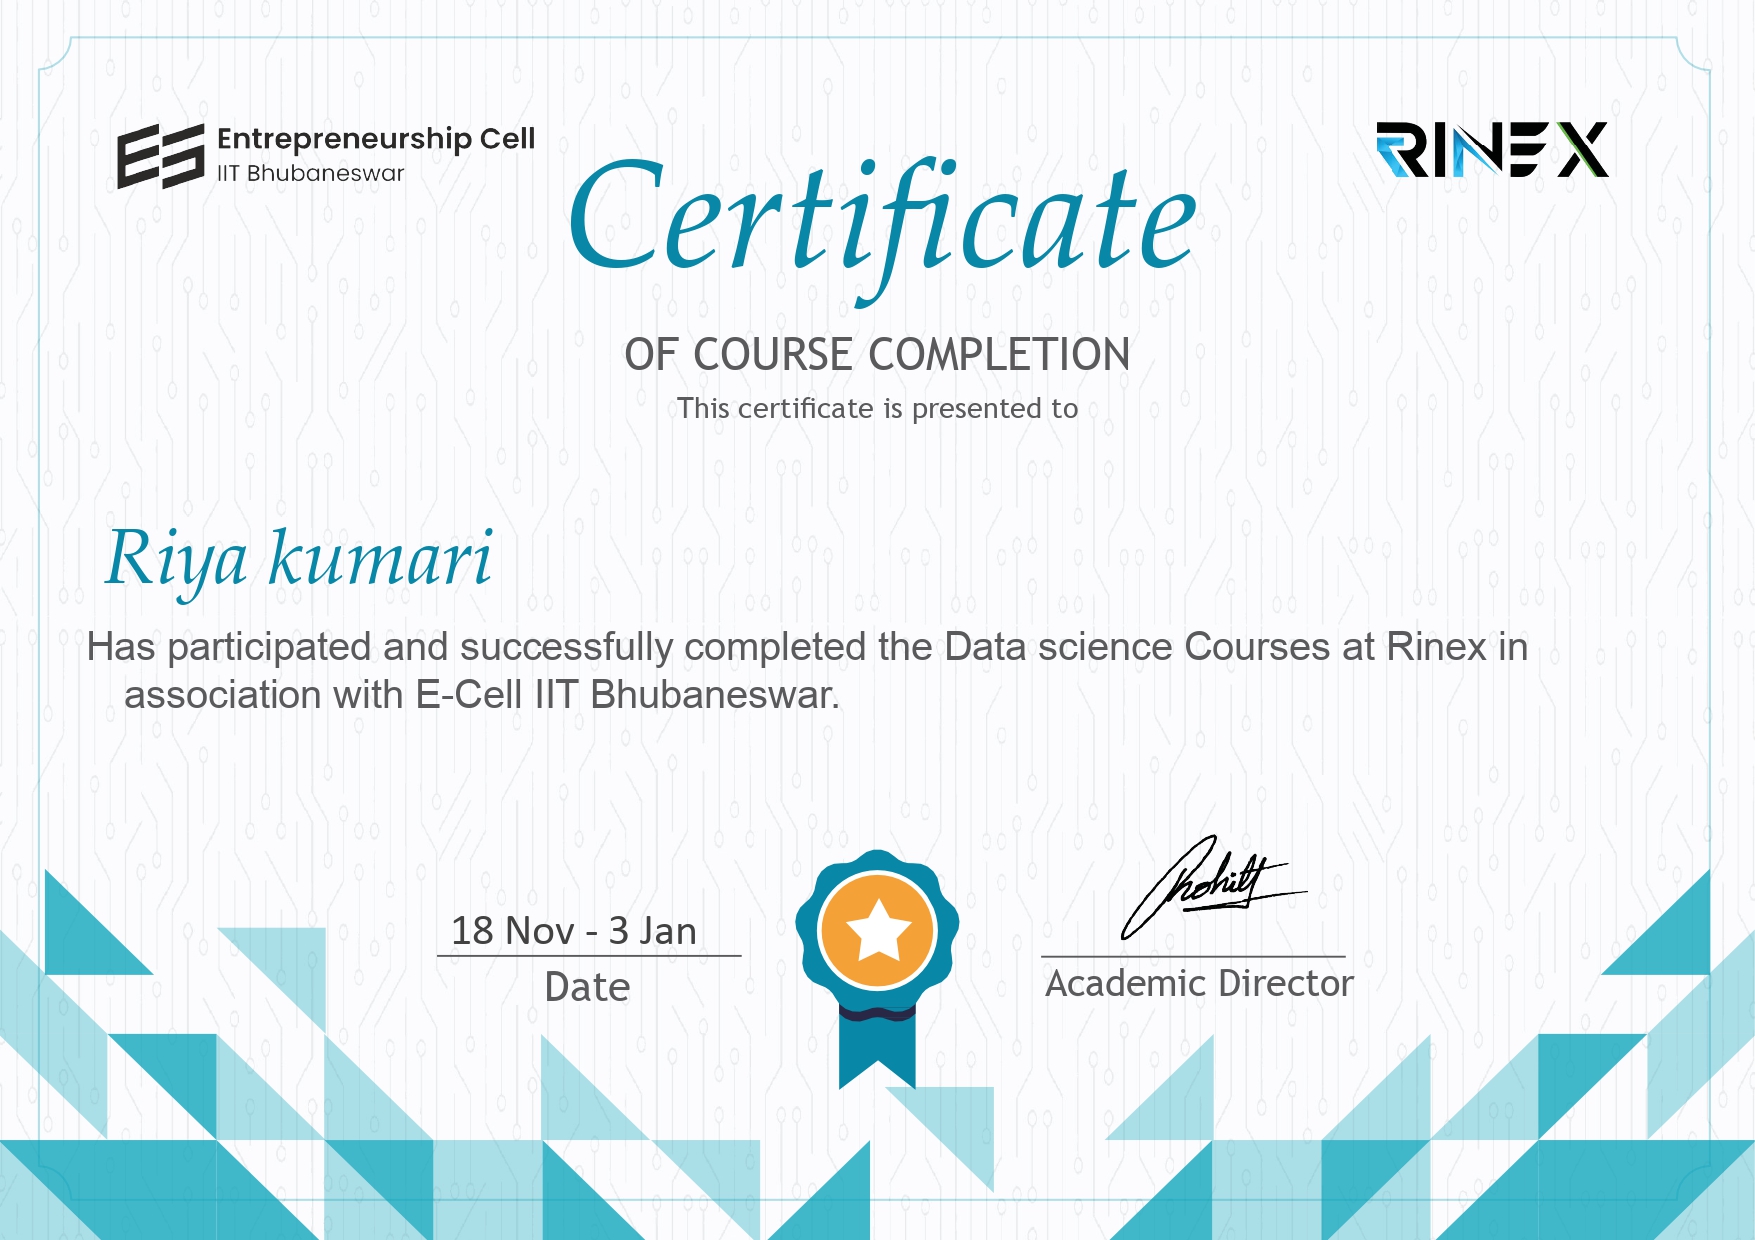 Entrepreneurship Cell
IIT Bhubaneswar
RINEX
Certificate
OF COURSE COMPLETION
This certificate is presented to
Riya kumari
Has participated and successfully completed the Data science Courses at Rinex in
association with E-Cell IIT Bhubaneswar.
18 Nov - 3 Jan
Date
Academic Director